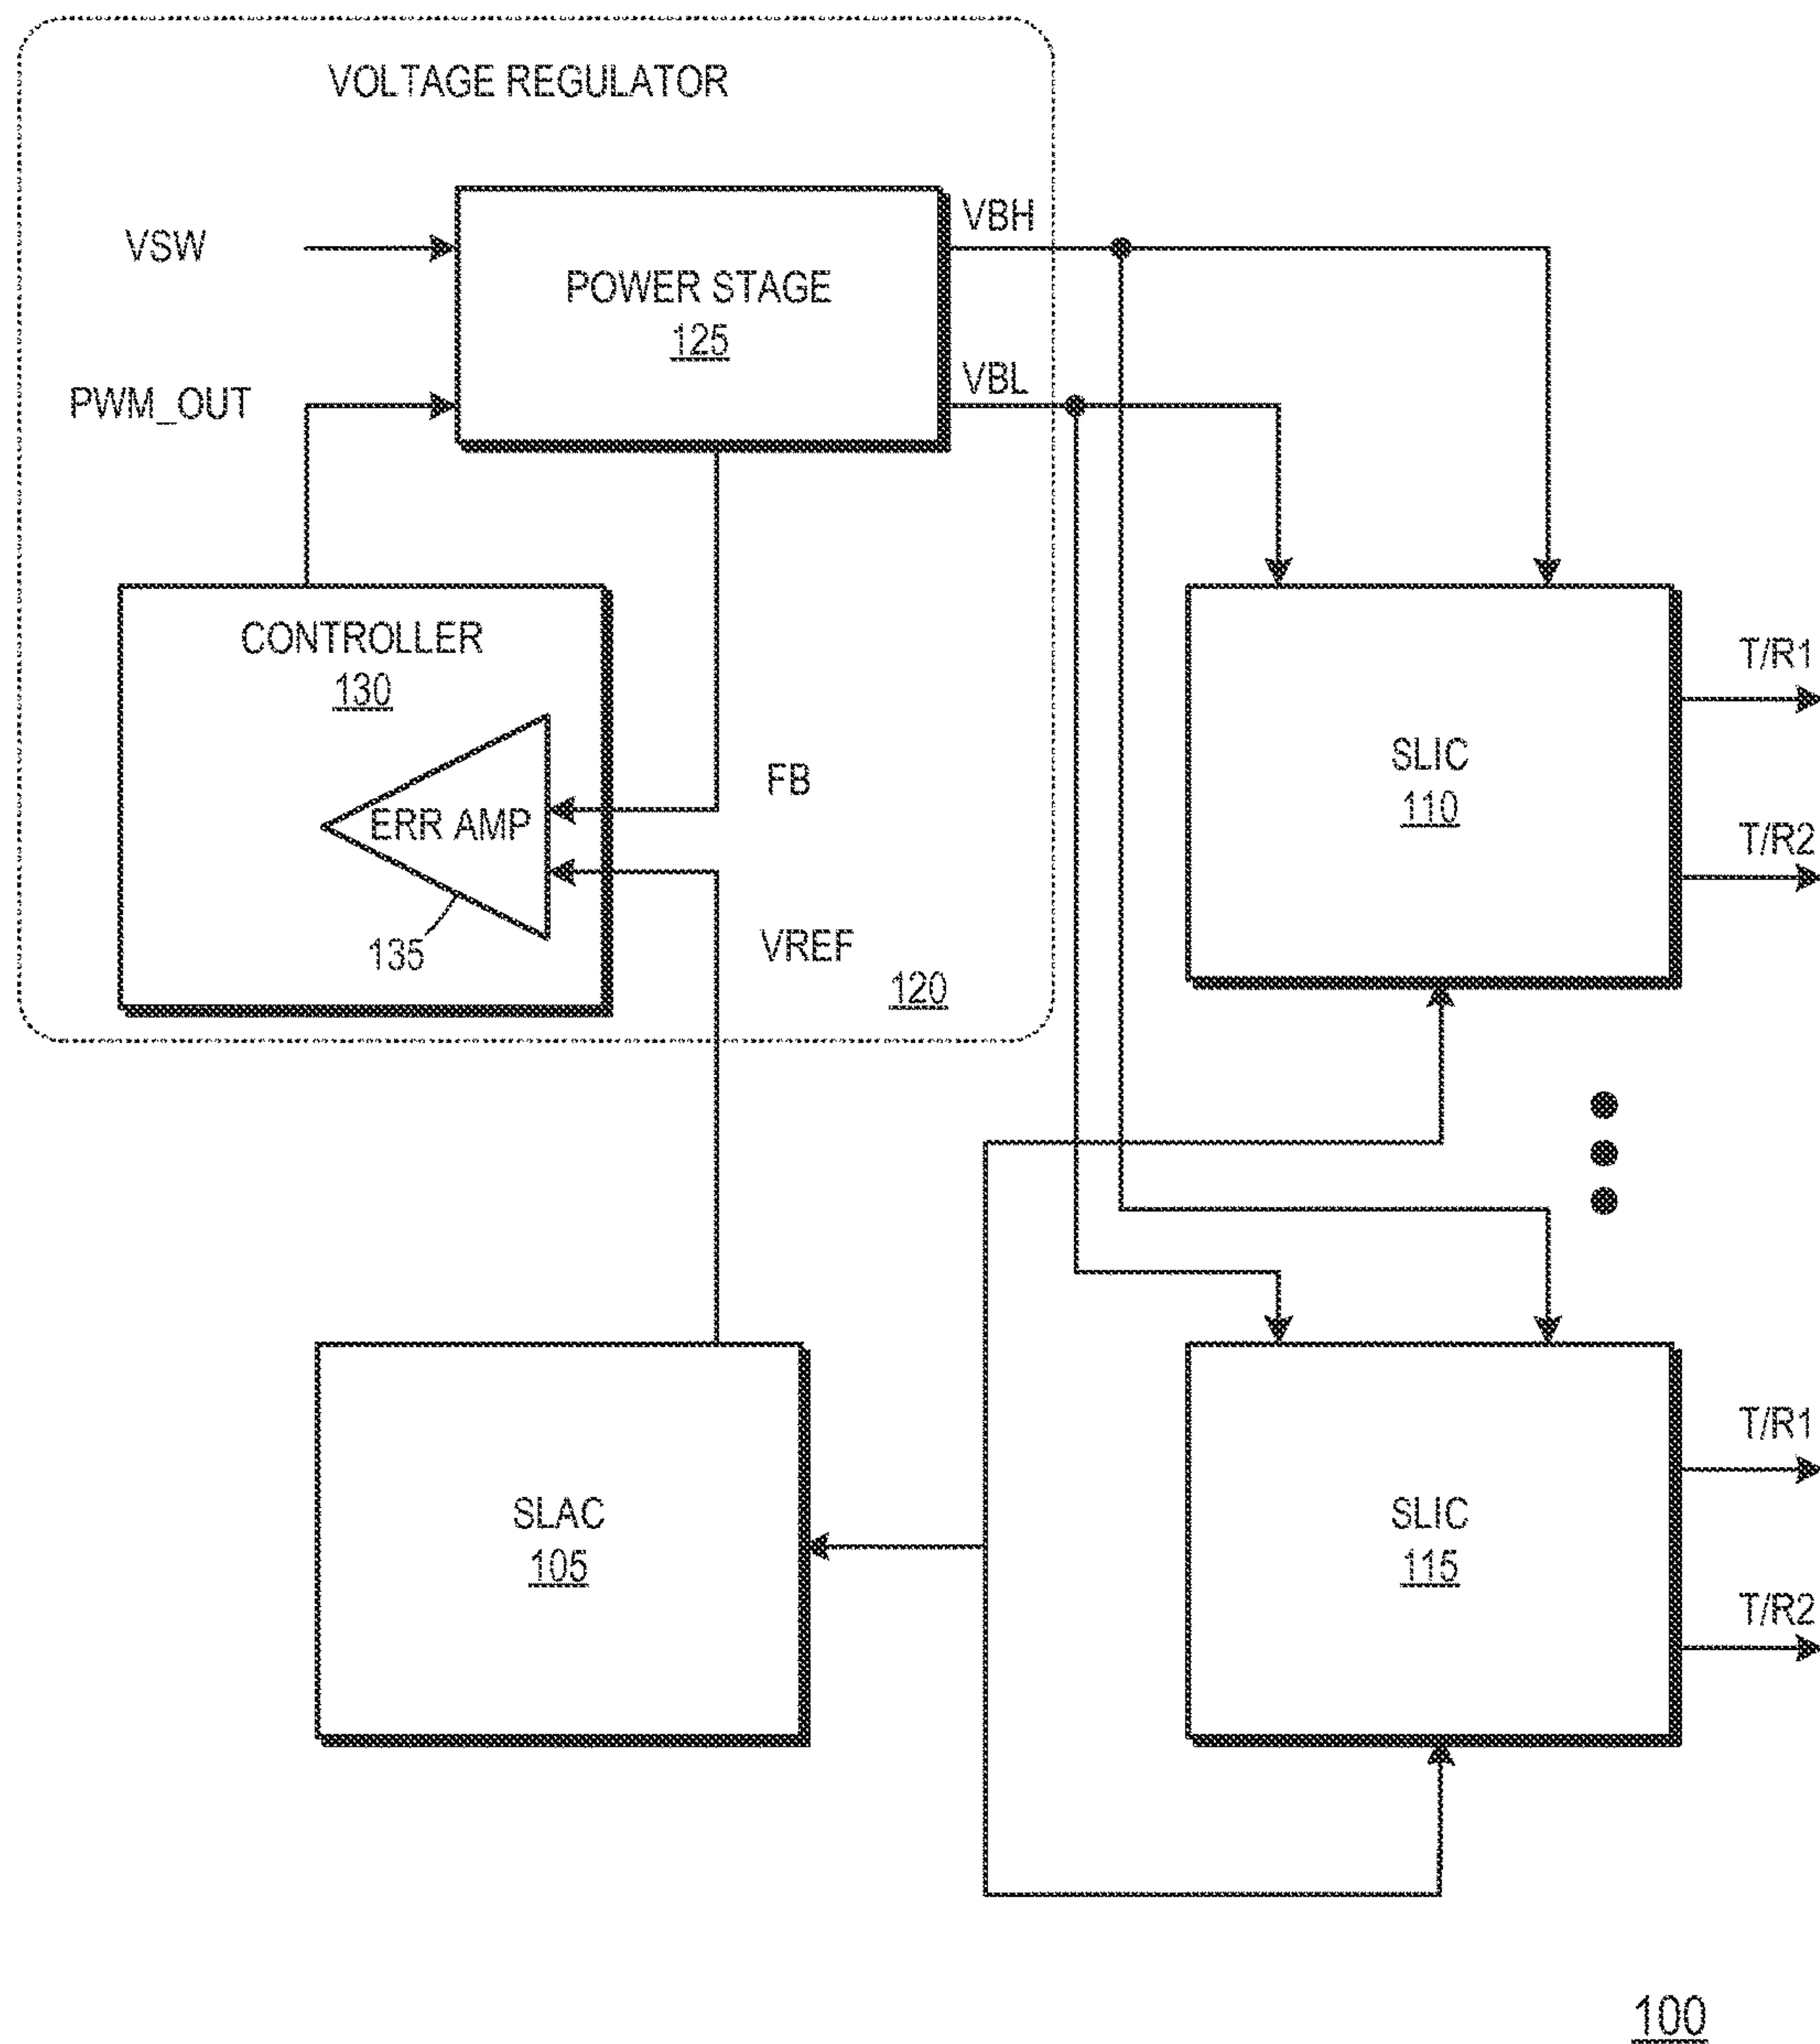 VOLTAGE REGULATOR
VSW
PWM_OUT
POWER STAGE
125
VBH
VBL
CONTROLLER
130
ERR AMP
135
FB
VREF
120
SLIC
110
T/R1
T/R2
SLAC
105
SLIC
115
T/R1
T/R2
100